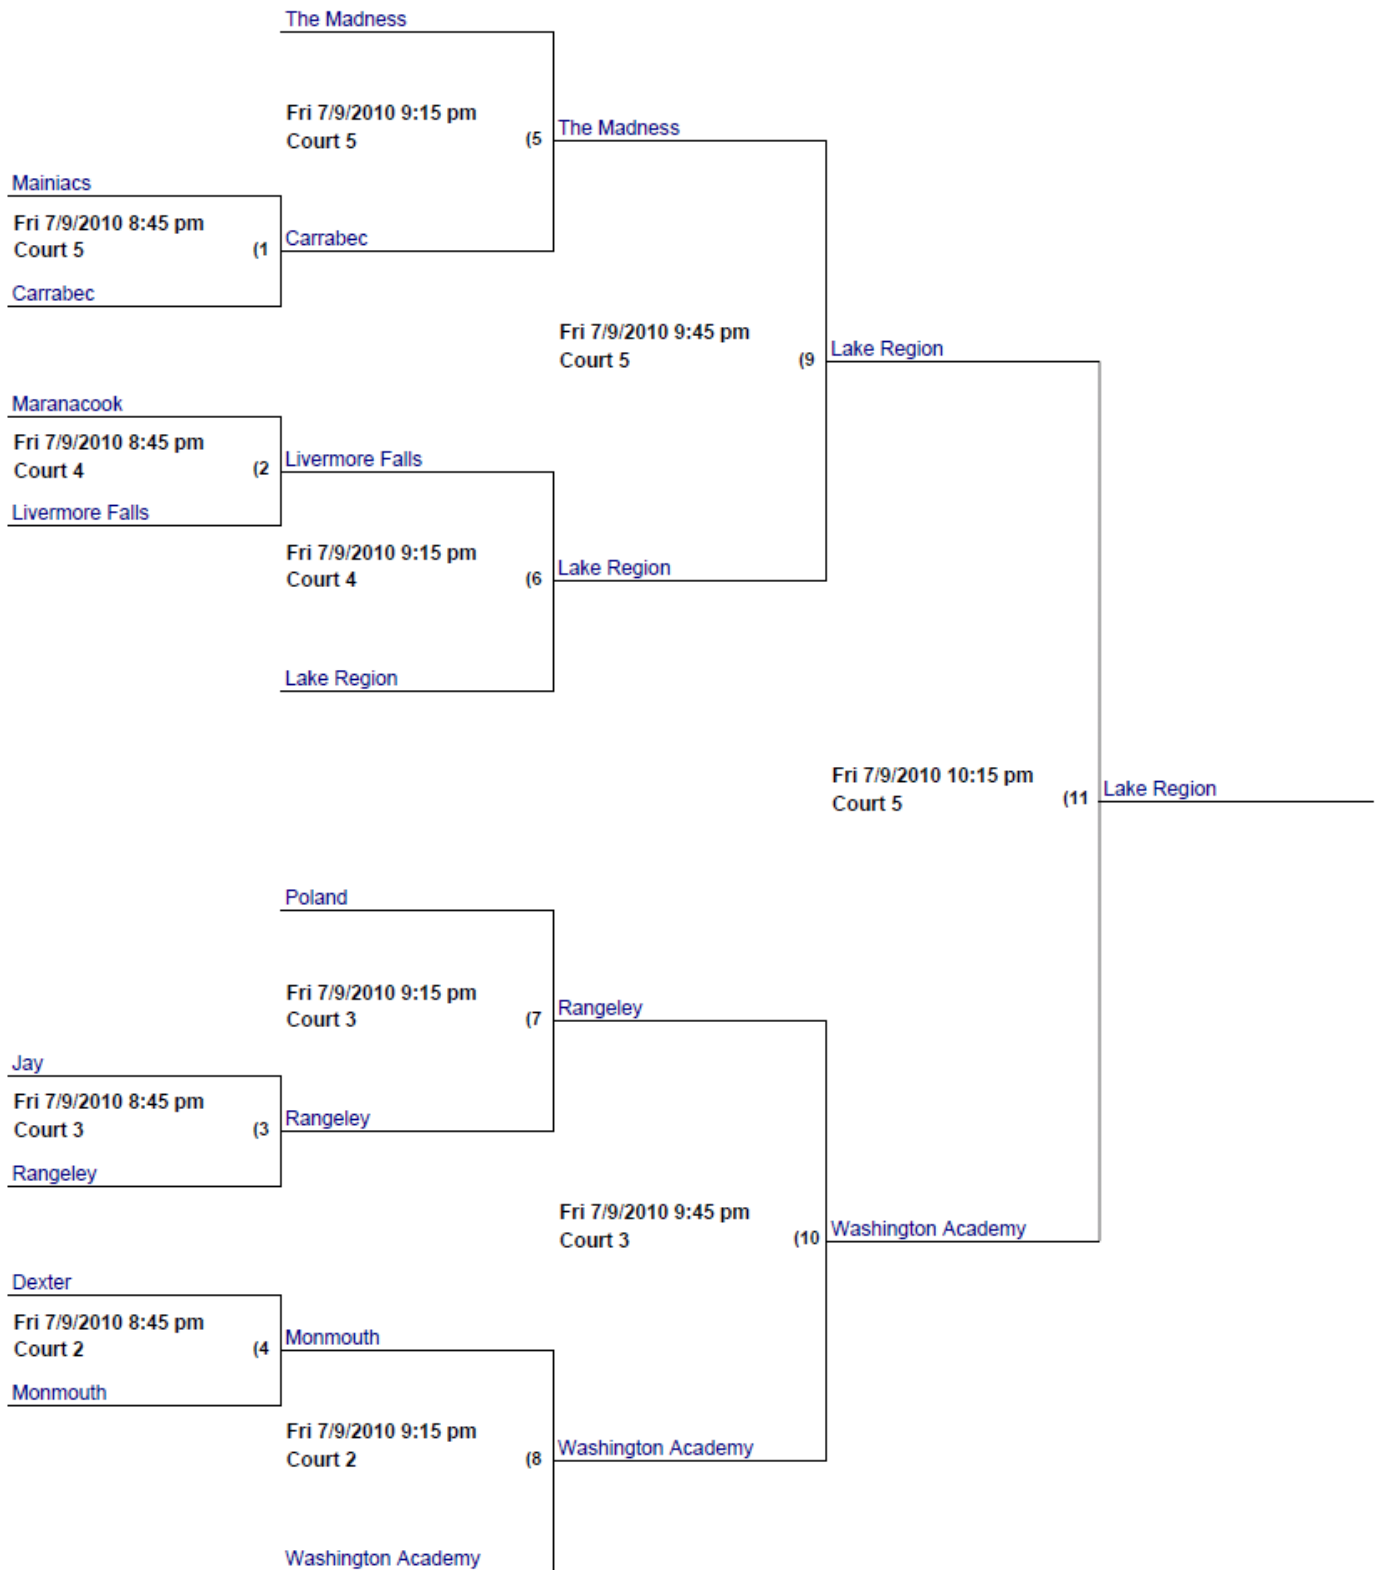 The Madness
Fri 7/9/2010 9:15 pm
Court 5
(5
The Madness
Mainiacs
Fri 7/9/2010 8:45 pm
Court 5
(1
Carrabec
Carrabec
Fri 7/9/2010 9:45 pm
Court 5
(9
Lake Region
Maranacook
Fri 7/9/2010 8:45 pm
Court 4
(2
Livermore Falls
Livermore Falls
Fri 7/9/2010 9:15 pm
Court 4
(6
Lake Region
Lake Region
Fri 7/9/2010 10:15 pm
Court 5
(11
Lake Region
Poland
Fri 7/9/2010 9:15 pm
Court 3
(7
Rangeley
Jay
Fri 7/9/2010 8:45 pm
Court 3
(3
Rangeley
Rangeley
Fri 7/9/2010 9:45 pm
Court 3
(10
Washington Academy
Dexter
Fri 7/9/2010 8:45 pm
Court 2
(4
Monmouth
Monmouth
Fri 7/9/2010 9:15 pm
Court 2
(8
Washington Academy
Washington Academy